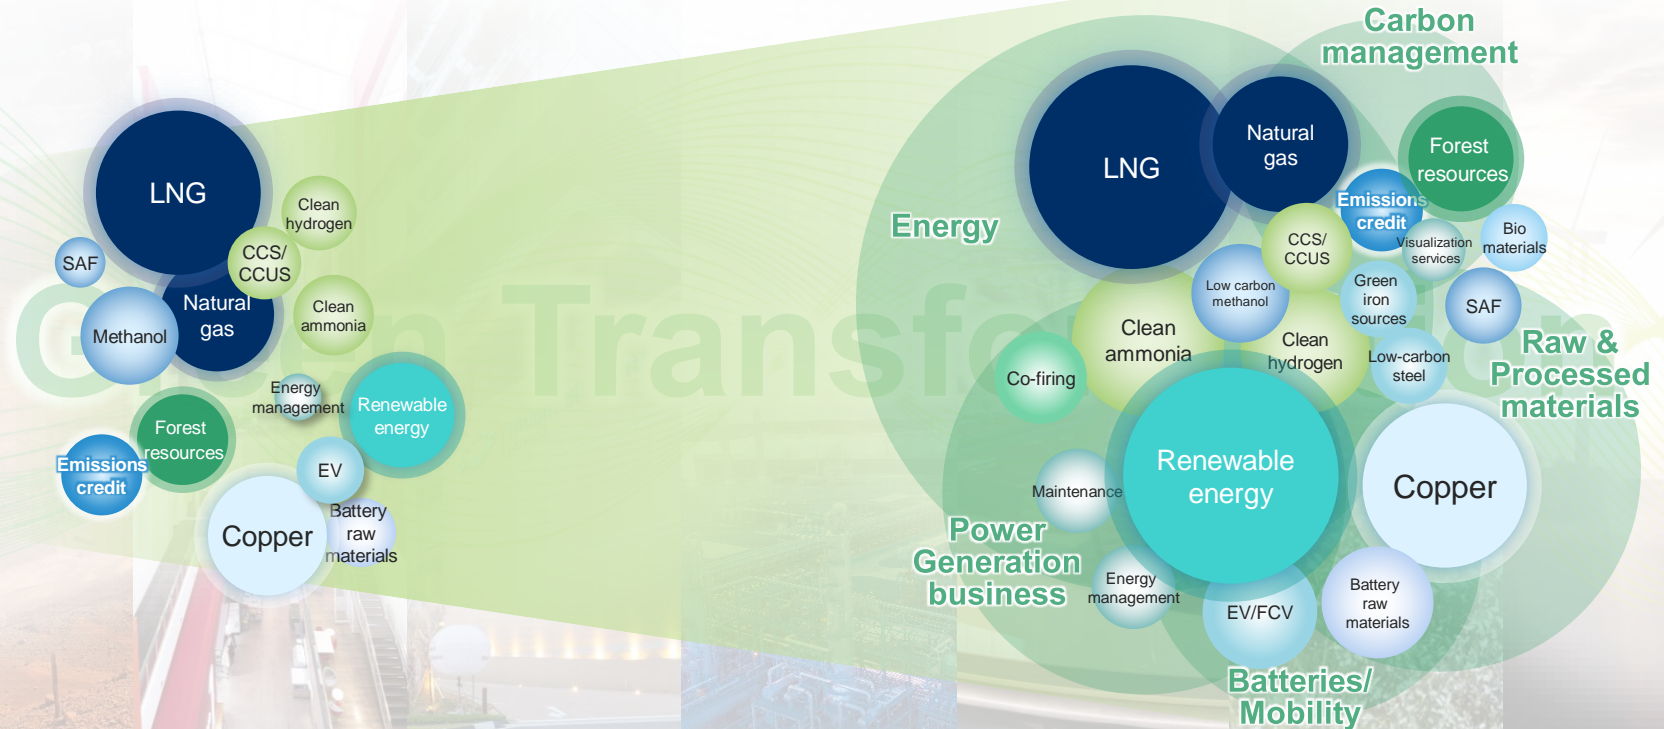 Green Transformation
LNG
Clean
hydrogen
CCS/
CCUS
SAF
Natural
gas
Clean
ammonia
Methanol
Energy
management
Renewable
energy
Forest
resources
Emissions
credit
EV
Copper
Battery
raw
materials
Carbon
management
LNG
Natural
gas
Forest
resources
Emissions
credit
Energy
CCS/
CCUS
Visualization
services
Bio
materials
Low carbon
methanol
Green
iron
sources
SAF
Clean
ammonia
Clean
hydrogen
Low-carbon
steel
Raw &
Processed
materials
Co-firing
Renewable
energy
Copper
Maintenance
Power
Generation
business
Energy
management
EV/FCV
Battery
raw
materials
Batteries/
Mobility